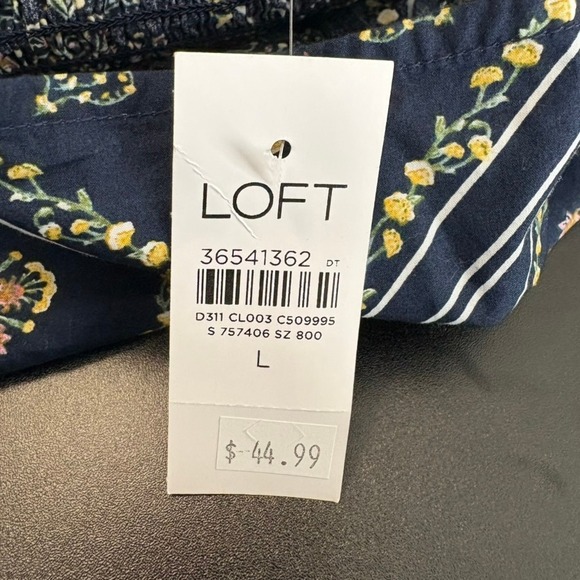 LOFT
36541362 DT
D311 CL003 C509995
S 757406 SZ 800
L
$ 44.99